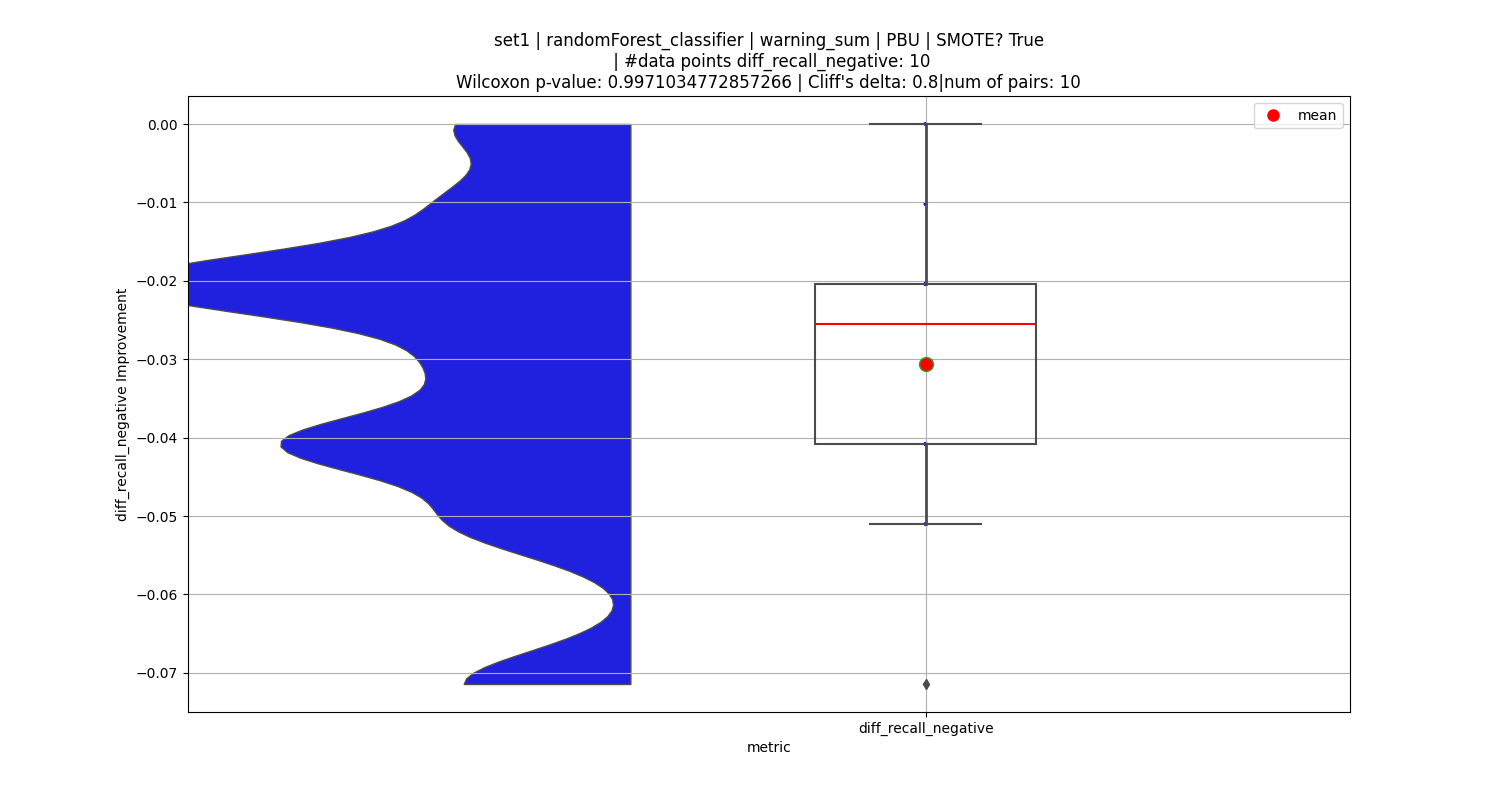 set1 | randomForest_classifier | warning_sum | PBU | SMOTE? True
| #data points diff_recall_negative: 10
Wilcoxon p-value: 0.9971034772857266 | Cliff's delta: 0.8|num of pairs: 10
mean
0.00
−0.01
−0.02
−0.03
−0.04
−0.05
−0.06
−0.07
diff_recall_negative Improvement
diff_recall_negative
metric